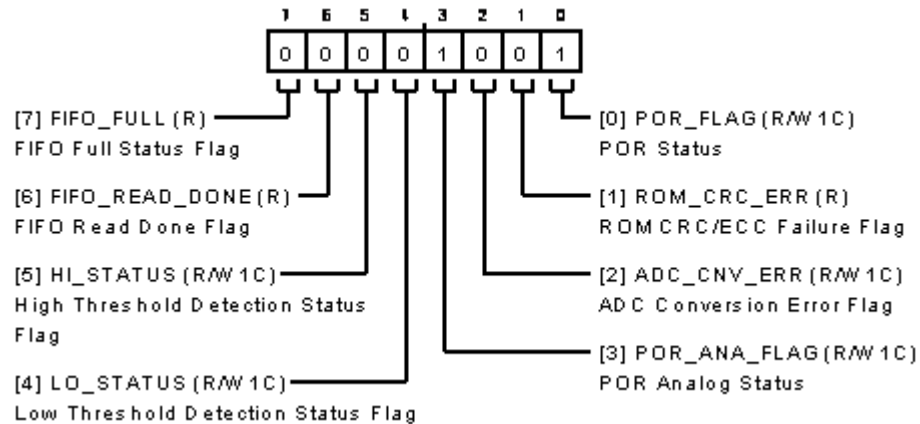 7 6 5 4 3 2 1 0
0 0 0 0 1 0 0 1
[7] FIFO_FULL (R)
FIFO Full Status Flag
[6] FIFO_READ_DONE (R)
FIFO Read Done Flag
[5] HI_STATUS (R/W1C)
High Threshold Detection Status
Flag
[4] LO_STATUS (R/W1C)
Low Threshold Detection Status Flag
[0] POR_FLAG (R/W1C)
POR Status
[1] ROM_CRC_ERR (R)
ROM CRC/ECC Failure Flag
[2] ADC_CNV_ERR (R/W1C)
ADC Conversion Error Flag
[3] POR_ANA_FLAG (R/W1C)
POR Analog Status